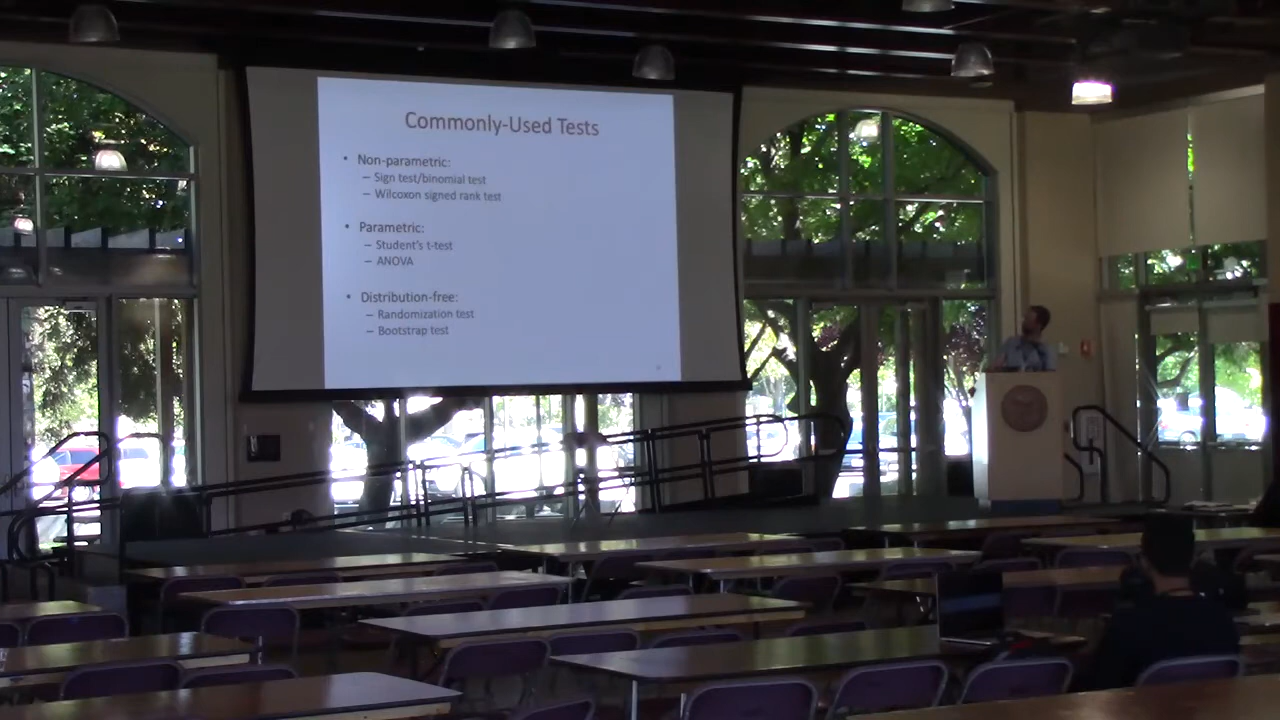 Commonly-Used Tests
• Non-parametric:
– Sign test/binomial test
– Wilcoxon signed rank test
• Parametric:
– Student's t-test
– ANOVA
• Distribution-free:
– Randomization test
– Bootstrap test